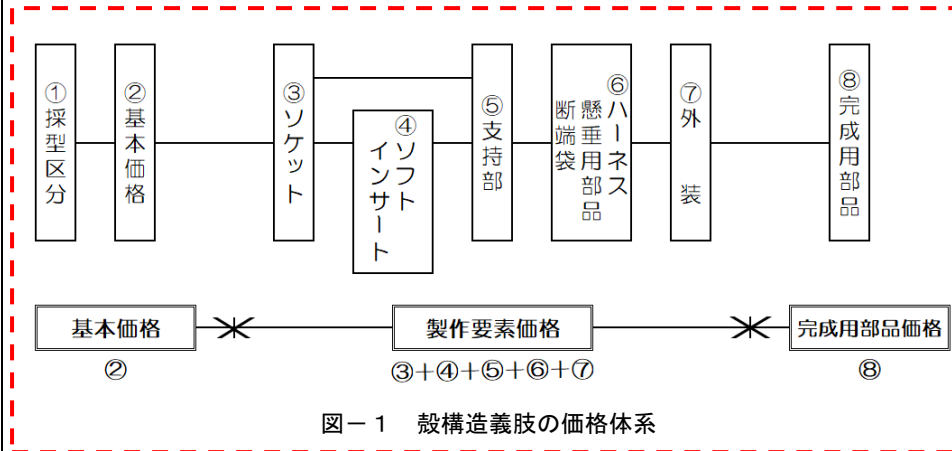 ①採型区分
②基本価格
③ソケット
④ソフト
インサート
⑤支持部
⑥ハーネス
懸垂用部品
断端袋
⑦外装
⑧完成用部品
基本価格
製作要素価格
完成用部品価格
②
③+④+⑤+⑥+⑦
⑧
図-1 殻構造義肢の価格体系